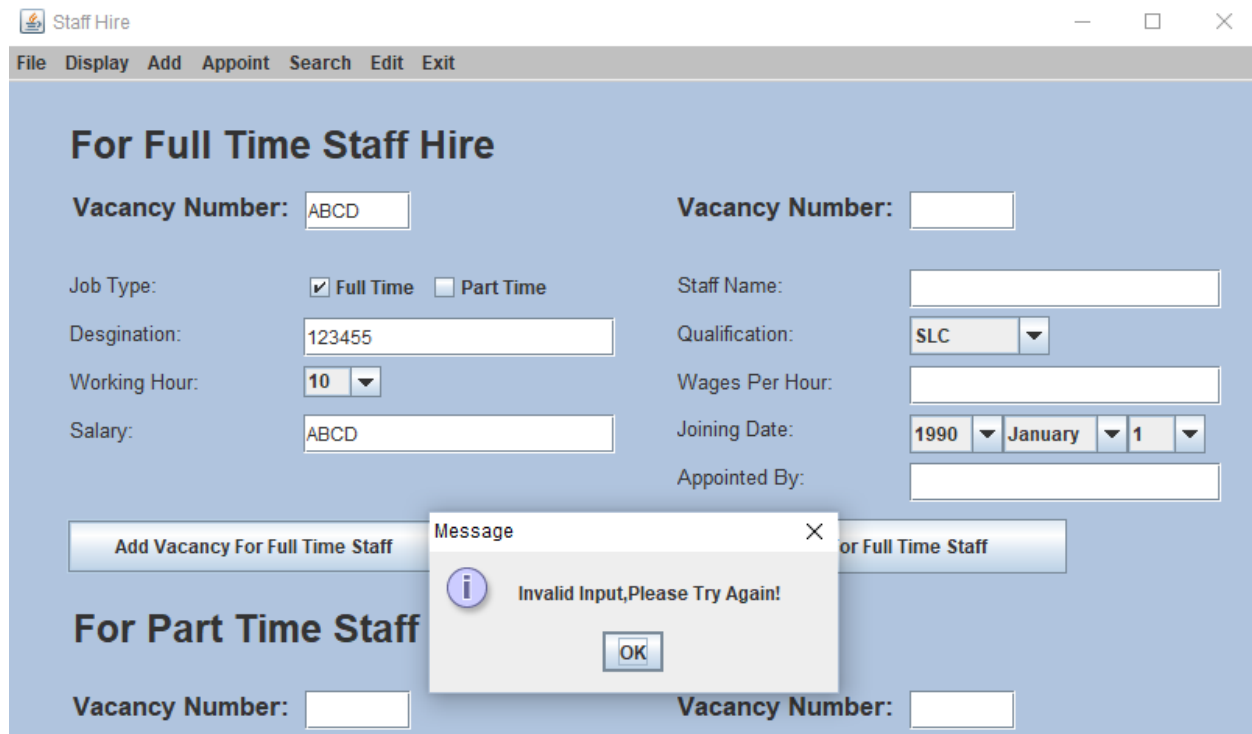 Staff Hire
File Display Add Appoint Search Edit Exit
For Full Time Staff Hire
Vacancy Number: ABCD
Vacancy Number:
Job Type: Full Time Part Time
Staff Name:
Desgination: 123455
Qualification: SLC
Working Hour: 10
Wages Per Hour:
Salary: ABCD
Joining Date: 1990 January 1
Appointed By:
Add Vacancy For Full Time Staff
or Full Time Staff
Message
Invalid Input,Please Try Again!
OK
For Part Time Staff
Vacancy Number:
Vacancy Number: